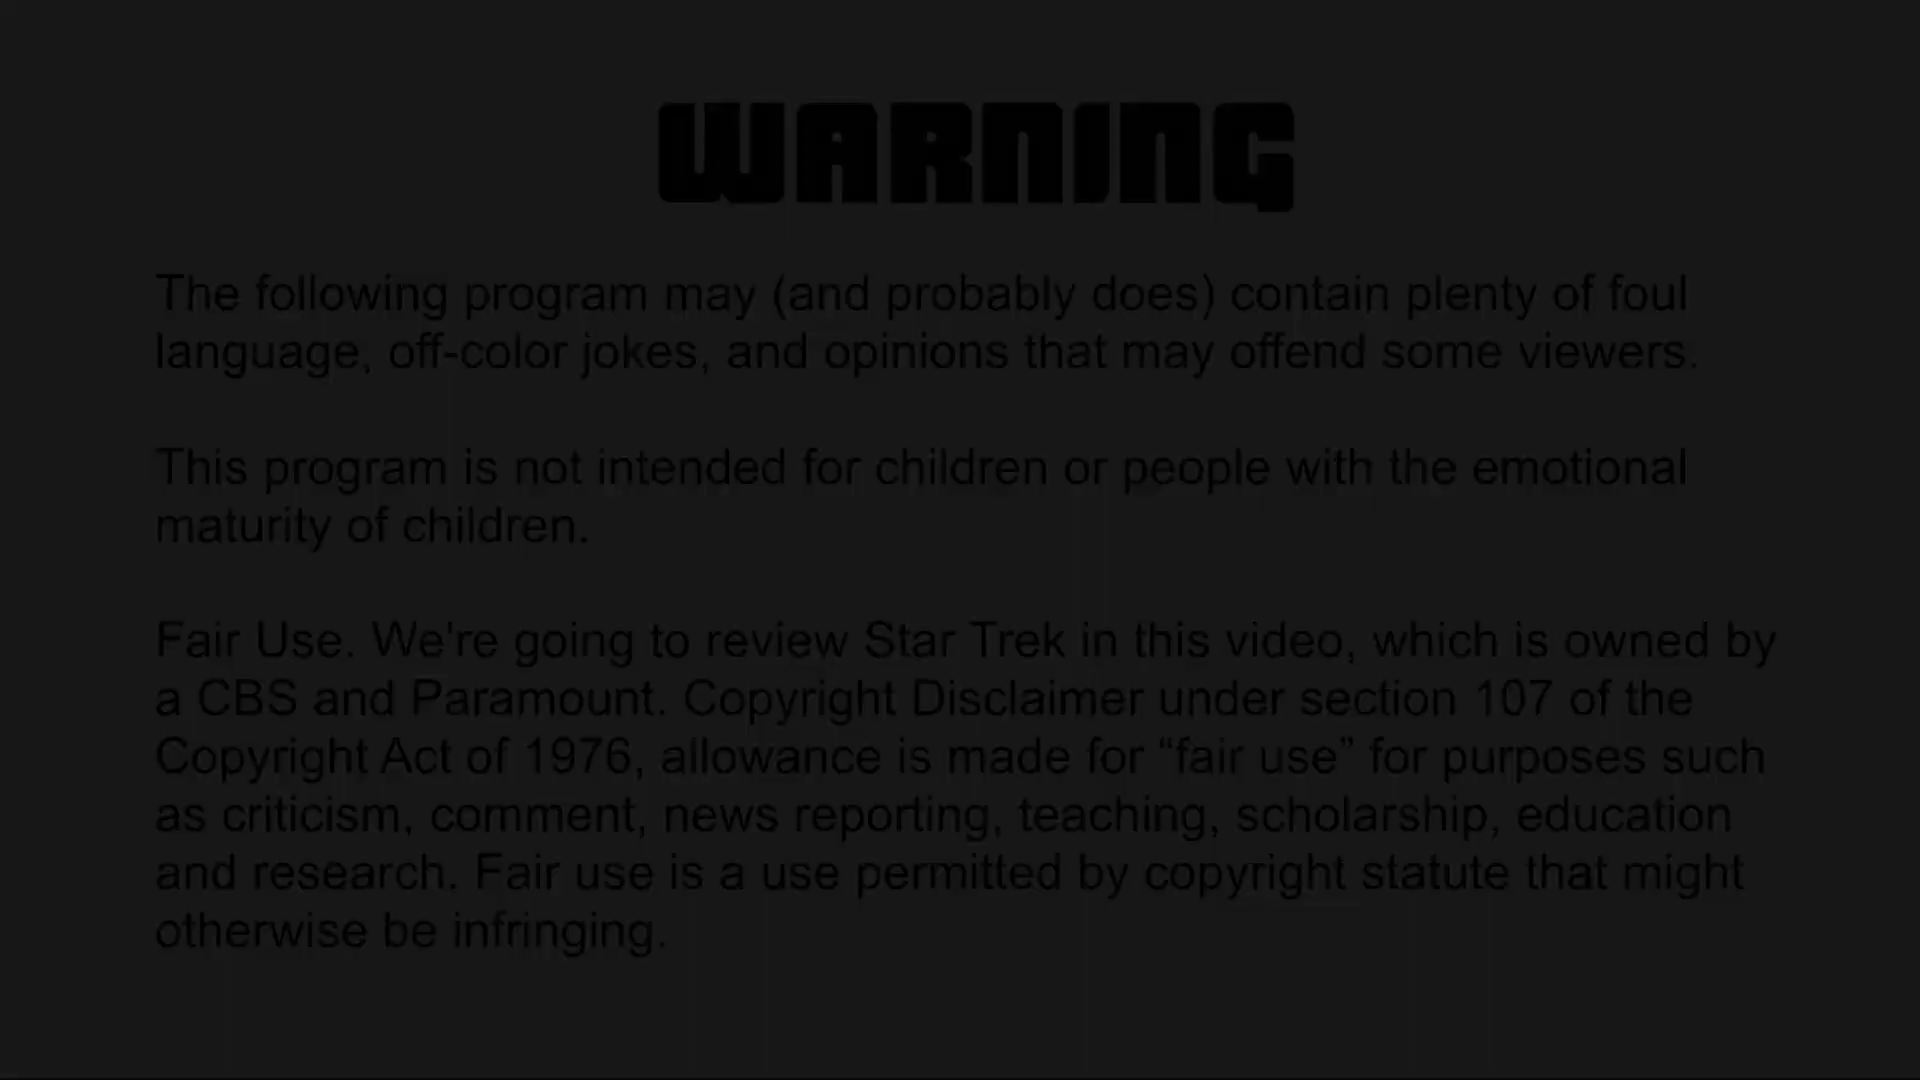 WARNING
The following program may (and probably does) contain plenty of foul
language, off-color jokes, and opinions that may offend some viewers.
This program is not intended for children or people with the emotional
maturity of children.
Fair Use. We're going to review Star Trek in this video, which is owned by
a CBS and Paramount. Copyright Disclaimer under section 107 of the
Copyright Act of 1976, allowance is made for “fair use” for purposes such
as criticism, comment, news reporting, teaching, scholarship, education
and research. Fair use is a use permitted by copyright statute that might
otherwise be infringing.